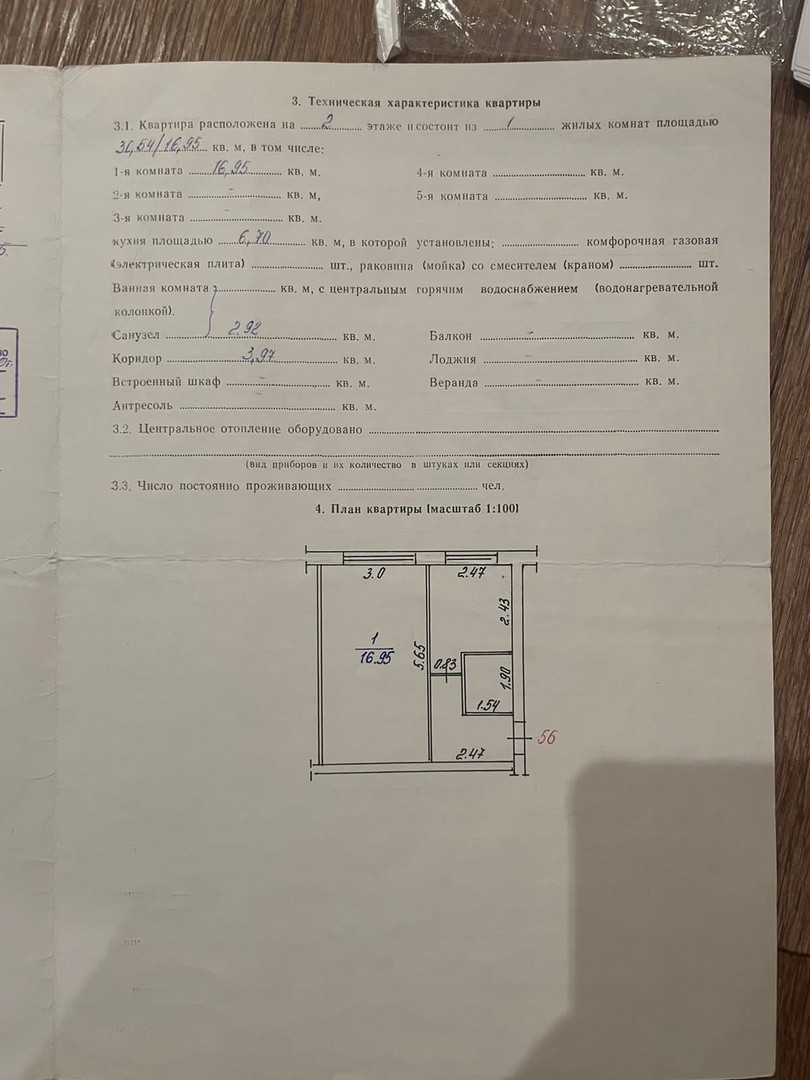 3. Техническая характеристика квартиры
3.1. Квартира расположена на 2 этаже и состоит из 1 жилых комнат площадью
/16,95 кв. м, в том числе:
1-я комната 16,95 кв. м. 4-я комната кв. м.
2-я комната - кв. м, 5-я комната кв. м.
3-я комната - кв. м.
кухня площадью 6,70 кв. м, в которой установлены: комфорочная газовая
(электрическая плита) шт., раковина (мойка) со смесителем (краном) шт.
Ванная комната кв. м, с центральным горячим водоснабжением (водонагревательной
колонкой).
Санузел 2.92 кв. м. Балкон - кв. м.
Коридор 3,97 кв. м. Лоджия - кв. м.
Встроенный шкаф - кв. м. Веранда - кв. м.
Антресоль кв. м.
3.2. Центральное отопление оборудовано
(вид приборов и их количество в штуках или секциях)
3.3. Число постоянно проживающих чел.
4. План квартиры (масштаб 1:100)
3.0 2.47
2.43
1
16.95
5.65
0.83
1.90
1.54
56
2.47